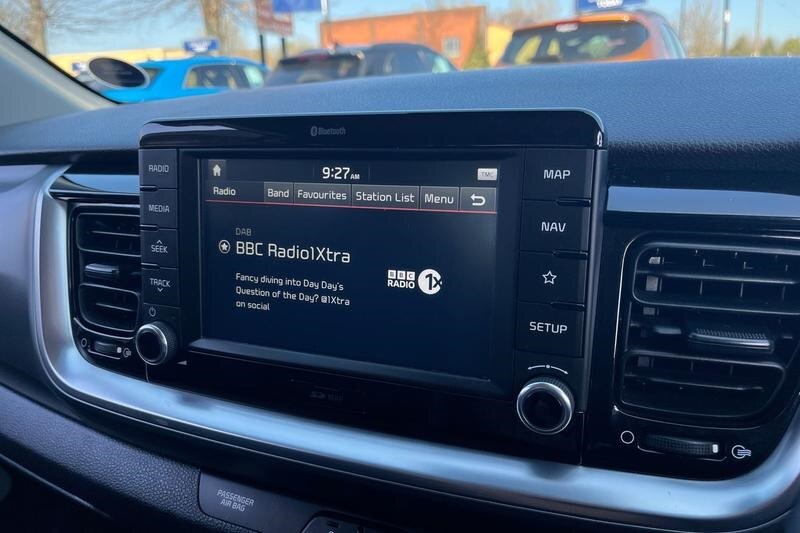 Bluetooth
RADIO
MEDIA
SEEK
TRACK
9:27AM
TMC
Radio
Band
Favourites
Station List
Menu
DAB
BBC Radio1Xtra
Fancy diving into Day Day's
Question of the Day? @1Xtra
on social
BBC
RADIO
1X
MAP
NAV
SETUP
PASSENGER
AIR BAG